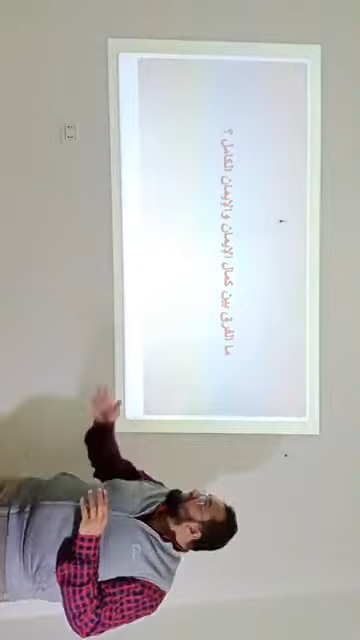 ما الفرق بين كمال الإيمان والإيمان الكامل ؟